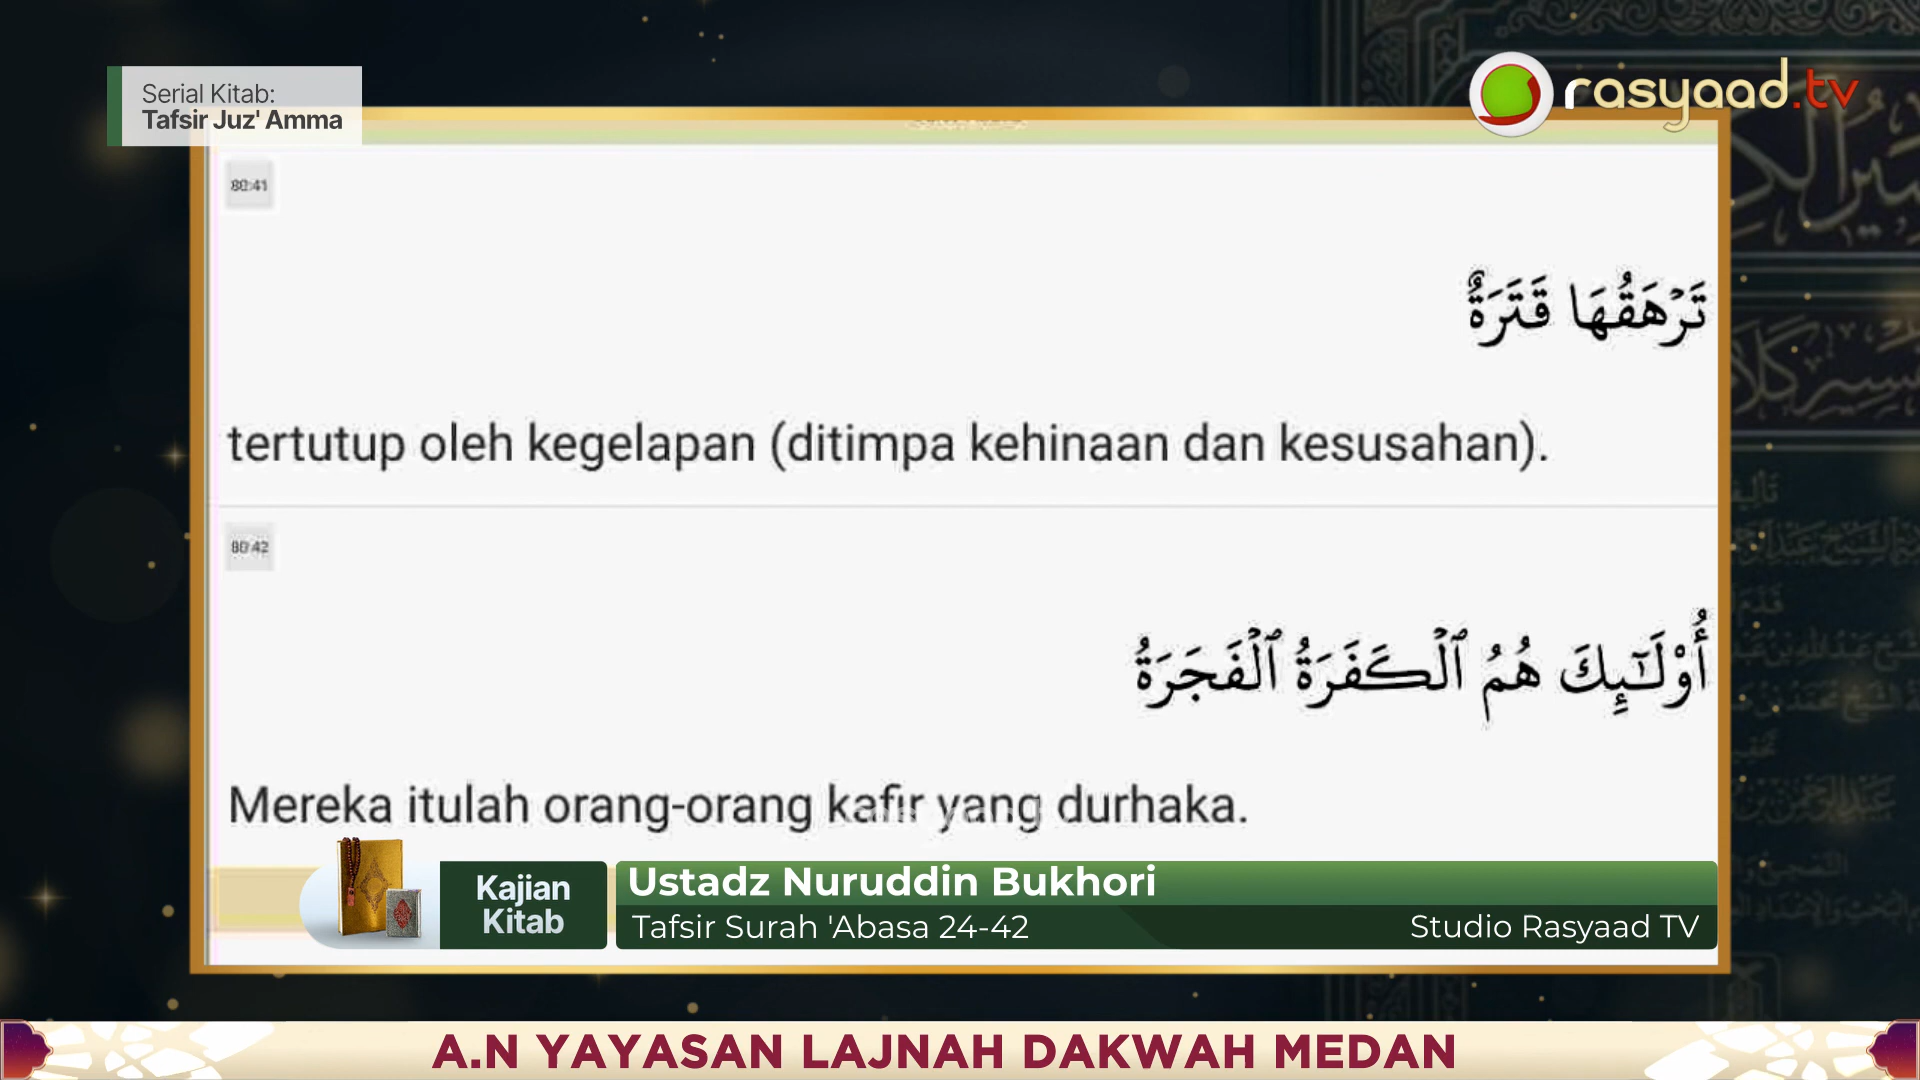 Serial Kitab:
Tafsir Juz' Amma
rasyaad.tv
80:41
تَرْهَقُهَا قَتَرَةٌ
tertutup oleh kegelapan (ditimpa kehinaan dan kesusahan).
80:42
أُوْلَـٰٓئِكَ هُمُ ٱلْكَفَرَةُ ٱلْفَجَرَةُ
Mereka itulah orang-orang kafir yang durhaka.
Kajian
Kitab
Ustadz Nuruddin Bukhori
Tafsir Surah 'Abasa 24-42
Studio Rasyaad TV
A.N YAYASAN LAJNAH DAKWAH MEDAN